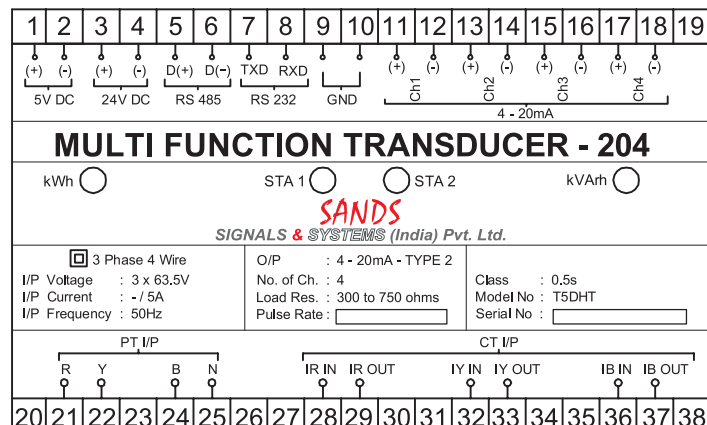 1 2 3 4 5 6 7 8 9 10 11 12 13 14 15 16 17 18 19
(+) (-) (+) (-) D(+) D(-) TXD RXD (+) (-) (+) (-) (+) (-) (+) (-)
Ch1 Ch2 Ch3 Ch4
5V DC 24V DC RS 485 RS 232 GND
4 - 20mA
MULTI FUNCTION TRANSDUCER - 204
kWh STA 1 STA 2 kVArh
SANDS
SIGNALS & SYSTEMS (India) Pvt. Ltd.
3 Phase 4 Wire
I/P Voltage : 3 x 63.5V
I/P Current : - / 5A
I/P Frequency : 50Hz
O/P : 4 - 20mA - TYPE 2
No. of Ch. : 4
Load Res. : 300 to 750 ohms
Pulse Rate :
Class : 0.5s
Model No : T5DHT
Serial No :
PT I/P CT I/P
R Y B N IR IN IR OUT IY IN IY OUT IB IN IB OUT
20 21 22 23 24 25 26 27 28 29 30 31 32 33 34 35 36 37 38